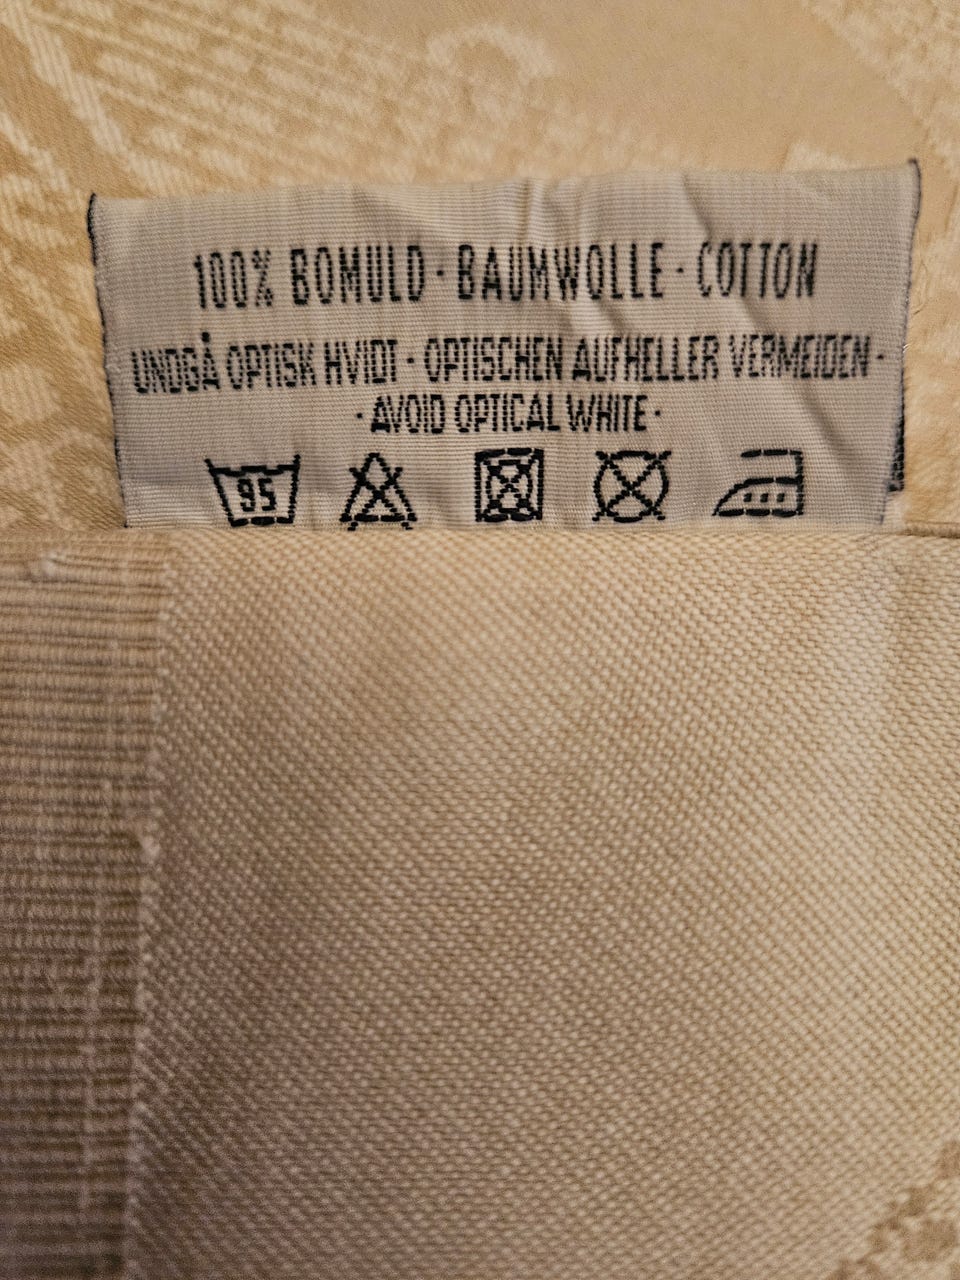 100% BOMULD · BAUMWOLLE · COTTON
UNDGÅ OPTISK HVIDT · OPTISCHEN AUFHELLER VERMEIDEN ·
· AVOID OPTICAL WHITE ·
95